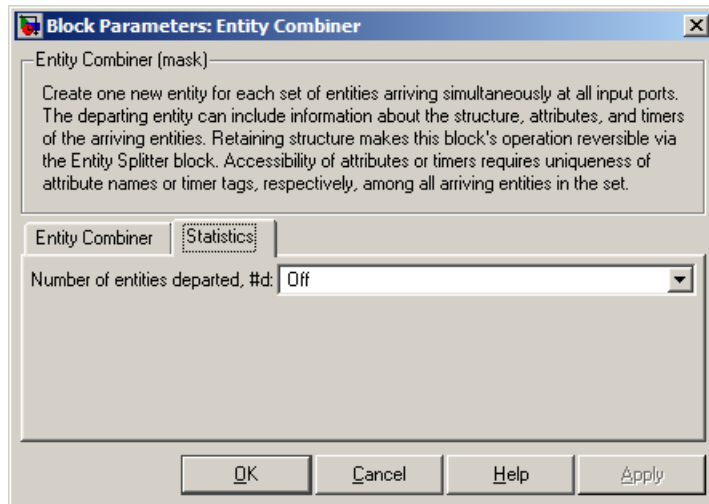 Block Parameters: Entity Combiner
Entity Combiner (mask)
Create one new entity for each set of entities arriving simultaneously at all input ports.
The departing entity can include information about the structure, attributes, and timers
of the arriving entities. Retaining structure makes this block's operation reversible via
the Entity Splitter block. Accessibility of attributes or timers requires uniqueness of
attribute names or timer tags, respectively, among all arriving entities in the set.
Entity Combiner Statistics
Number of entities departed, #d: Off
OK Cancel Help Apply